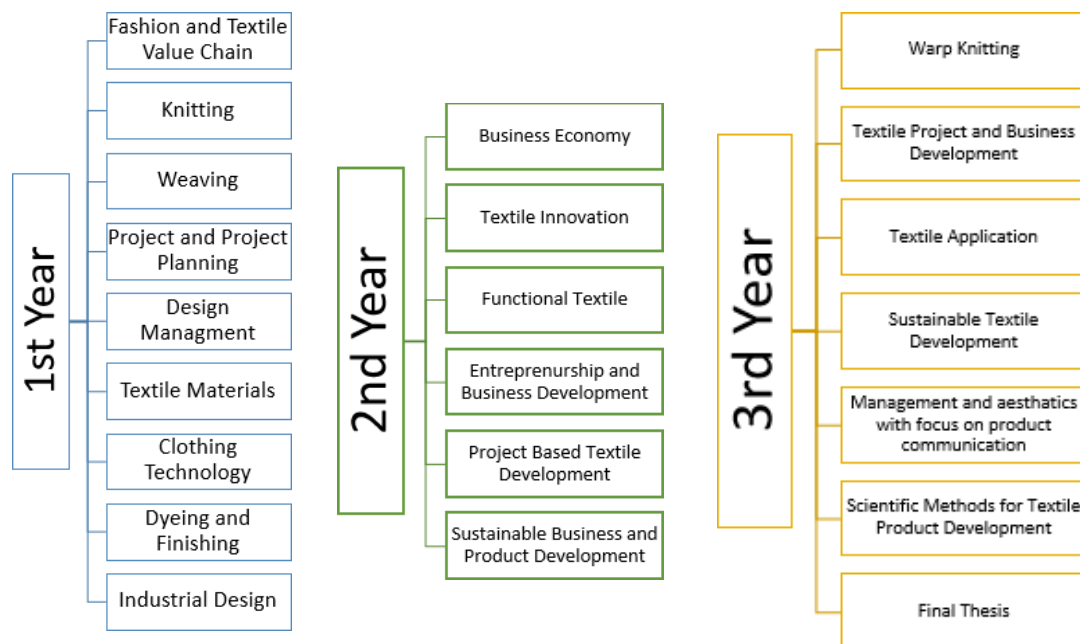 1st Year
Fashion and Textile
Value Chain
Knitting
Weaving
Project and Project
Planning
Design
Managment
Textile Materials
Clothing
Technology
Dyeing and
Finishing
Industrial Design
2nd Year
Business Economy
Textile Innovation
Functional Textile
Entreprenurship and
Business Development
Project Based Textile
Development
Sustainable Business and
Product Development
3rd Year
Warp Knitting
Textile Project and Business
Development
Textile Application
Sustainable Textile
Development
Management and aesthatics
with focus on product
communication
Scientific Methods for Textile
Product Development
Final Thesis